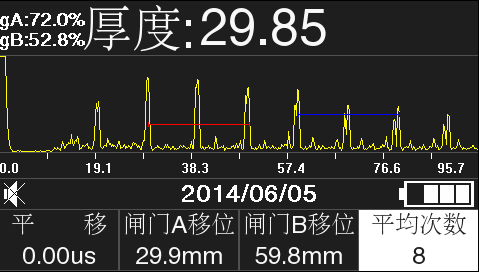 gA:72.0% 厚度:29.85
gB:52.8%
0.0 19.1 38.3 57.4 76.6 95.7
2014/06/05
平 移 闸门A移位 闸门B移位 平均次数
0.00us 29.9mm 59.8mm 8